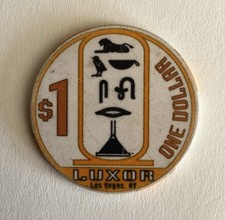 $1
ONE DOLLAR
LUXOR
Las Vegas, NV